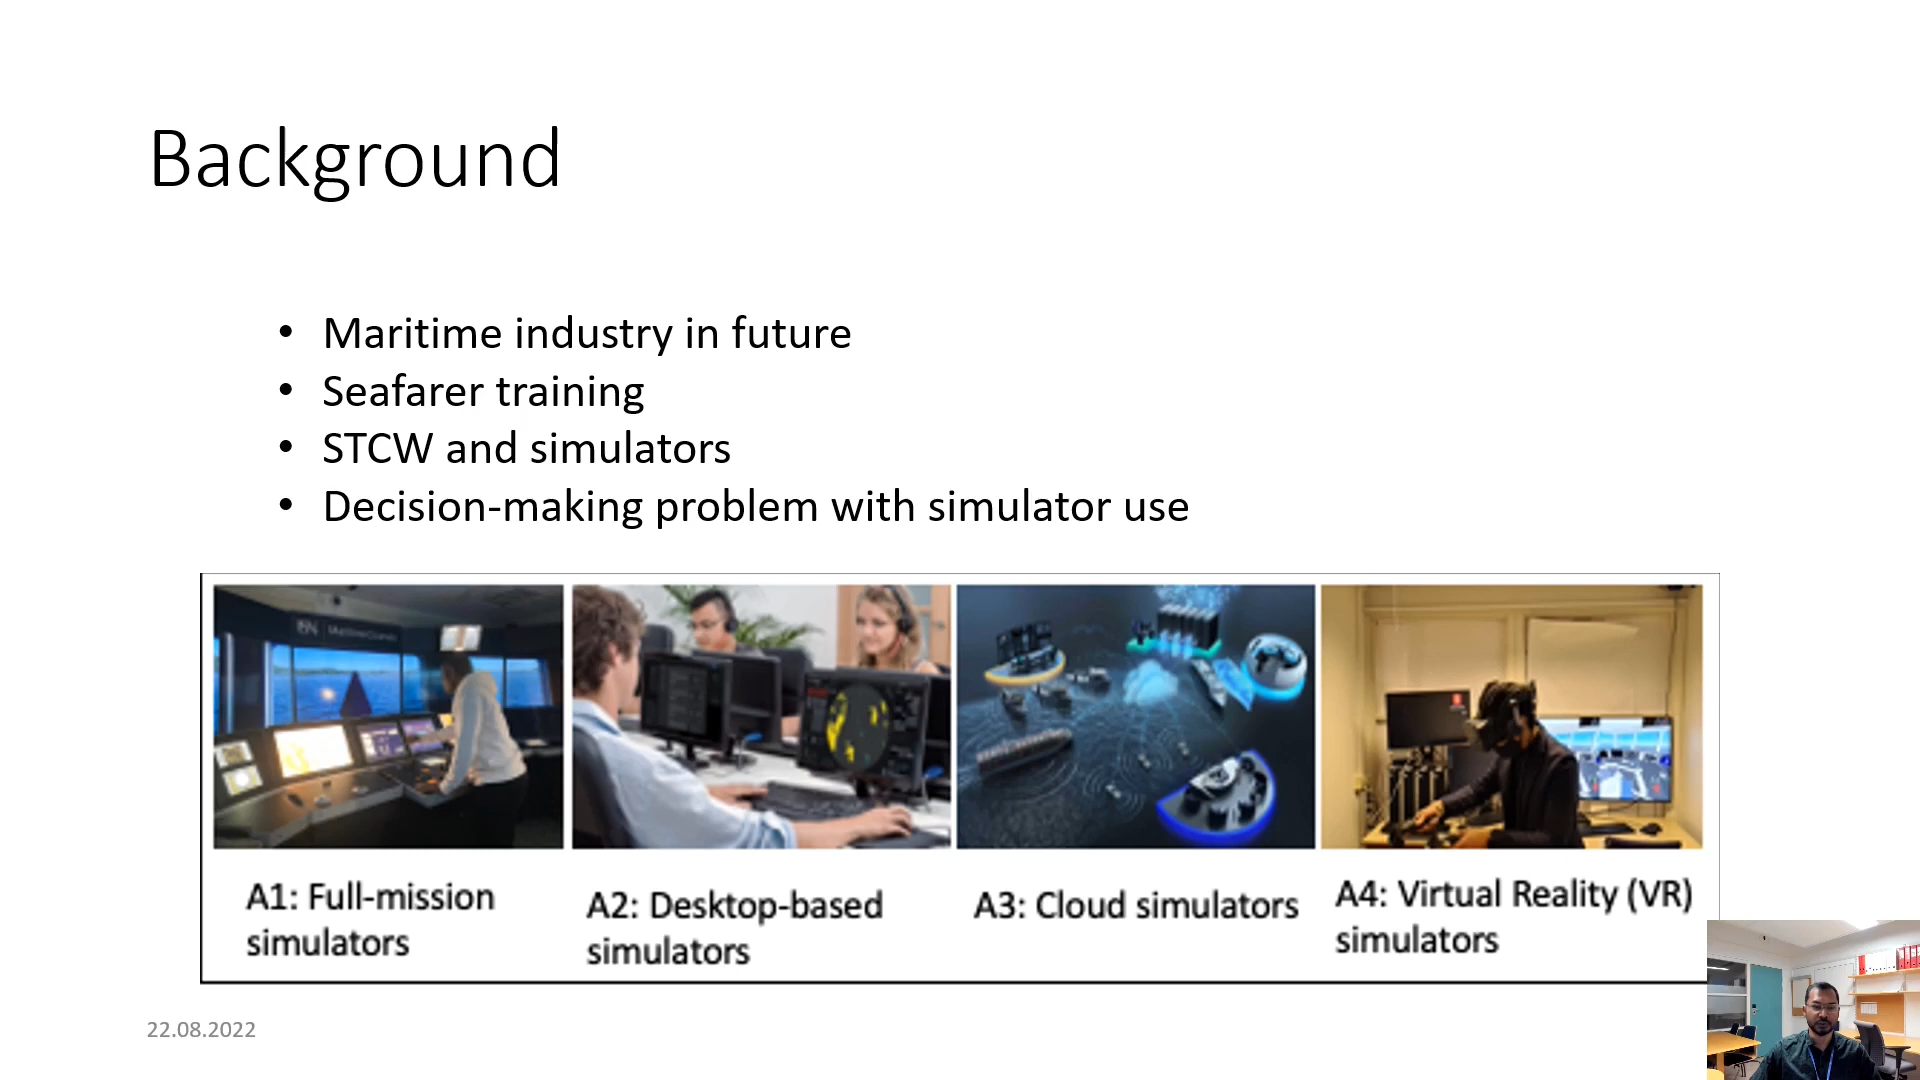 Background
• Maritime industry in future
• Seafarer training
• STCW and simulators
• Decision-making problem with simulator use
A1: Full-mission
simulators
A2: Desktop-based
simulators
A3: Cloud simulators
A4: Virtual Reality (VR)
simulators
22.08.2022